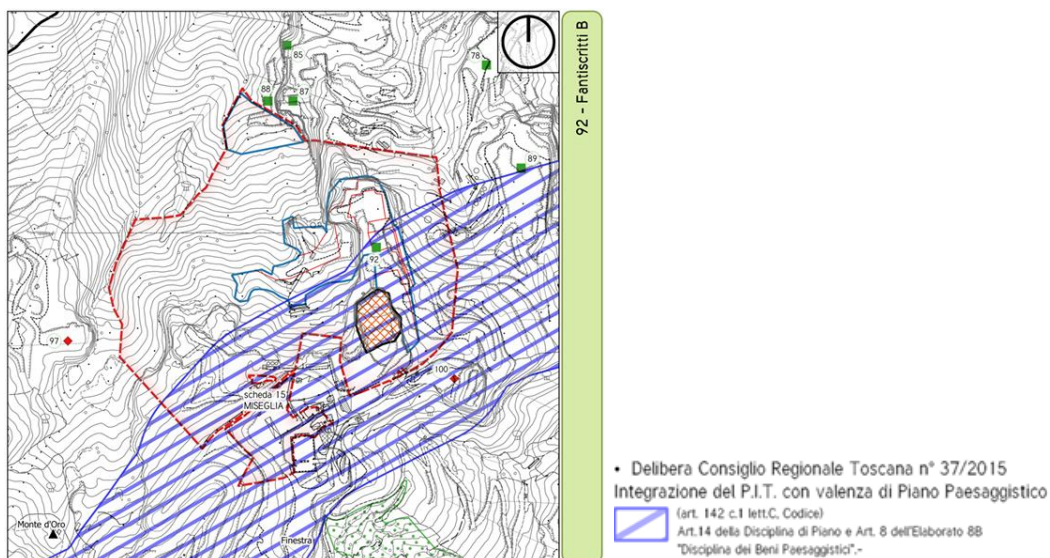 85
78
88
87
89
92
97
100
scheda 15
MISEGLIA
Monte d'Oro
Finestra
92 - Fantiscritti B
• Delibera Consiglio Regionale Toscana n° 37/2015
Integrazione del P.I.T. con valenza di Piano Paesaggistico
(art. 142 c.1 lett.C, Codice)
Art.14 della Disciplina di Piano e Art. 8 dell'Elaborato 8B
"Disciplina dei Beni Paesaggistici".-